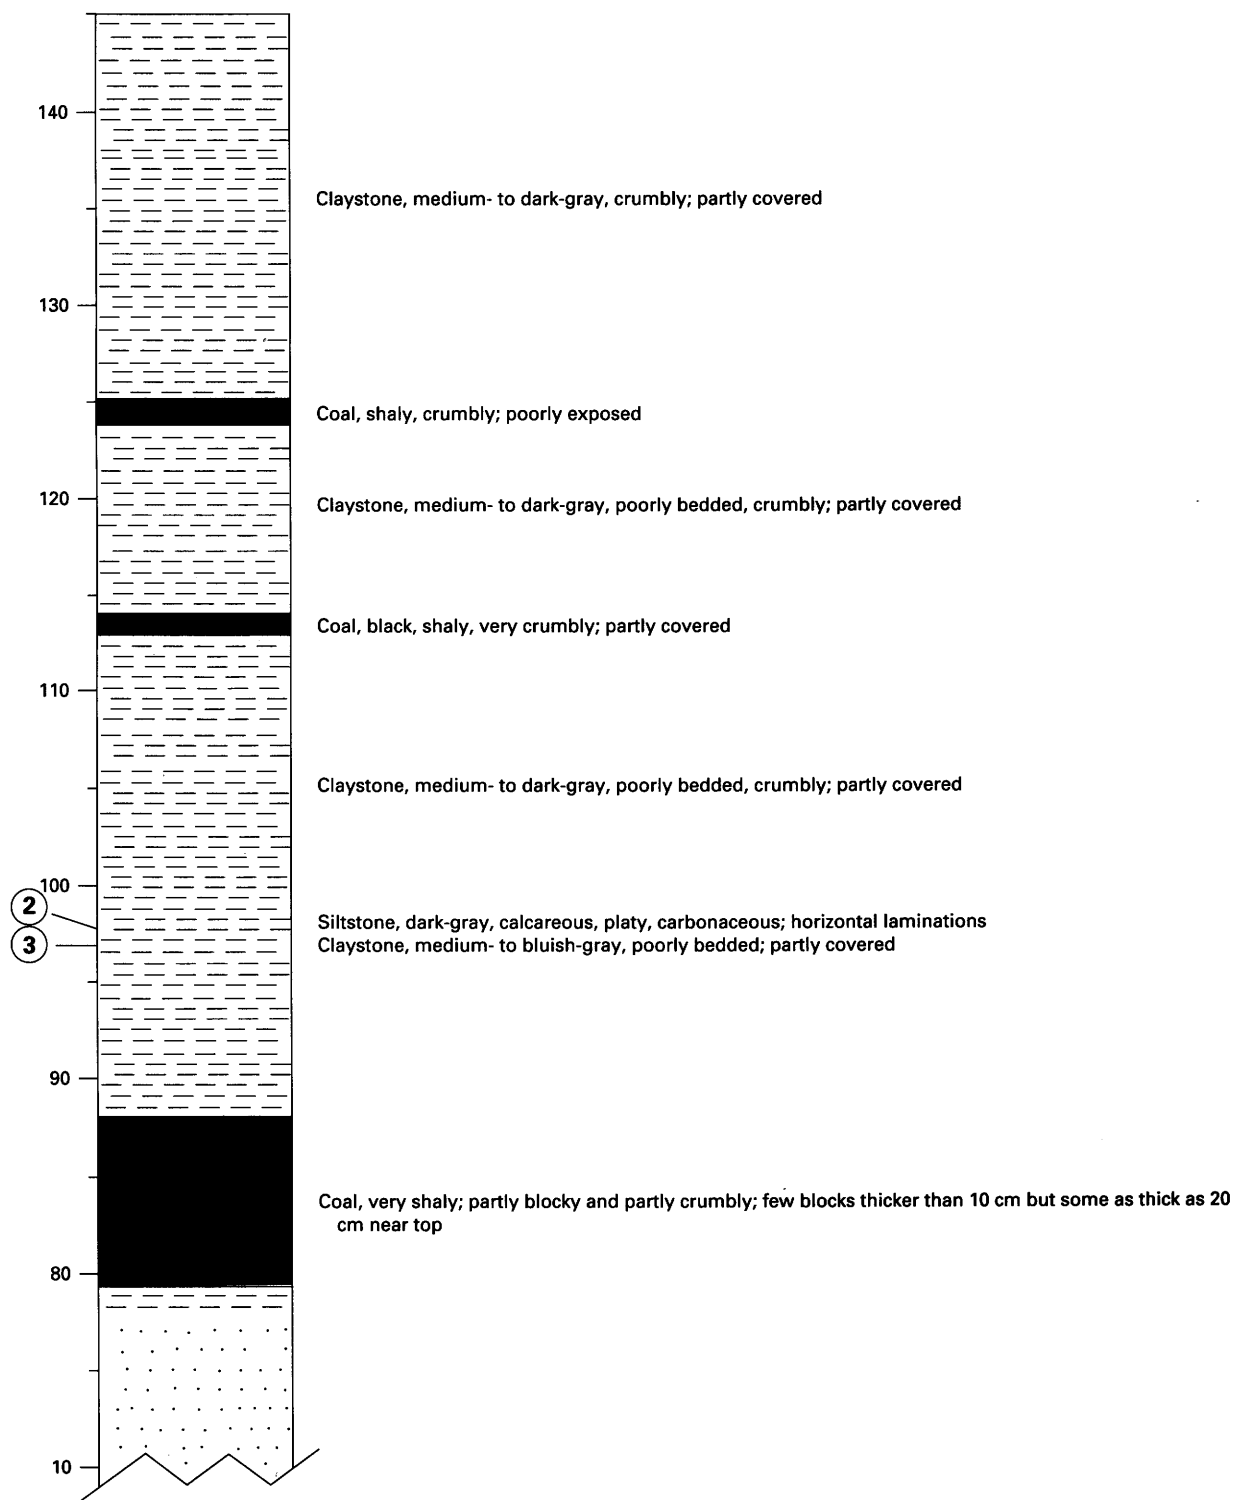 140
Claystone, medium- to dark-gray, crumbly; partly covered
130
Coal, shaly, crumbly; poorly exposed
120
Claystone, medium- to dark-gray, poorly bedded, crumbly; partly covered
Coal, black, shaly, very crumbly; partly covered
110
Claystone, medium- to dark-gray, poorly bedded, crumbly; partly covered
100
2
Siltstone, dark-gray, calcareous, platy, carbonaceous; horizontal laminations
3
Claystone, medium- to bluish-gray, poorly bedded; partly covered
90
Coal, very shaly; partly blocky and partly crumbly; few blocks thicker than 10 cm but some as thick as 20
cm near top
80
10